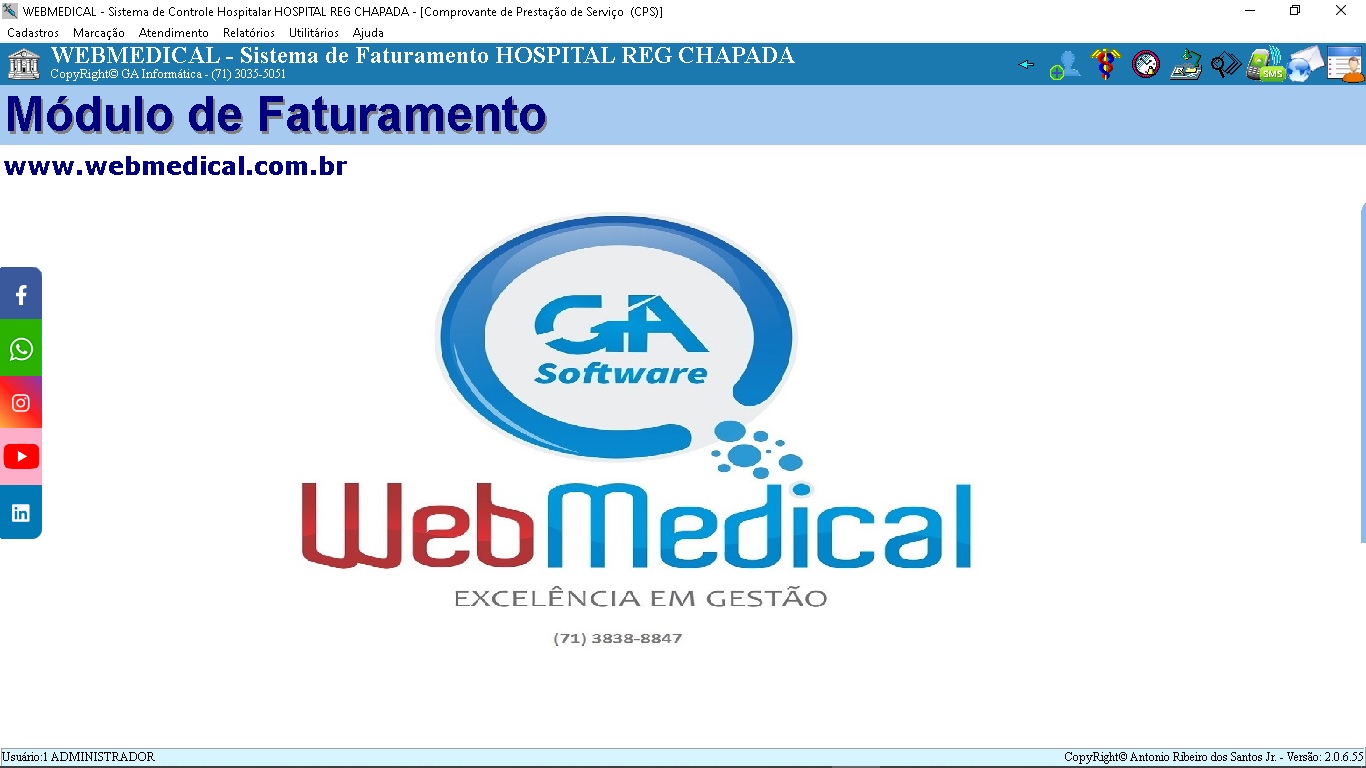 WEBMEDICAL - Sistema de Controle Hospitalar HOSPITAL REG CHAPADA - [Comprovante de Prestação de Serviço  (CPS)]
Cadastros Marcação Atendimento Relatórios Utilitários Ajuda
WEBMEDICAL - Sistema de Faturamento HOSPITAL REG CHAPADA
CopyRight© GA Informática - (71) 3035-5051
SMS
Módulo de Faturamento
www.webmedical.com.br
GA
Software
WebMedical
EXCELÊNCIA EM GESTÃO
(71) 3838-8847
Usuário:1 ADMINISTRADOR
CopyRight© Antonio Ribeiro dos Santos Jr. - Versão: 2.0.6.55